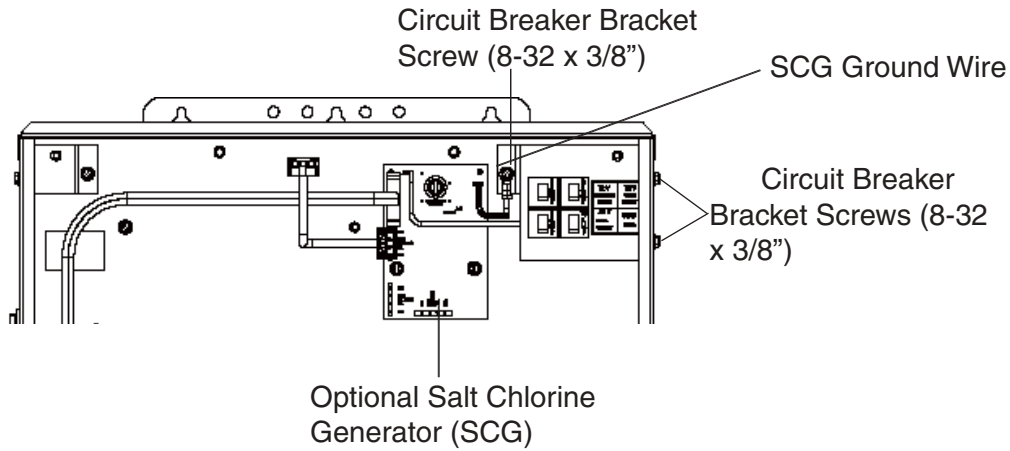 Circuit Breaker Bracket
Screw (8-32 x 3/8”)
SCG Ground Wire
Circuit Breaker
Bracket Screws (8-32
x 3/8”)
Optional Salt Chlorine
Generator (SCG)